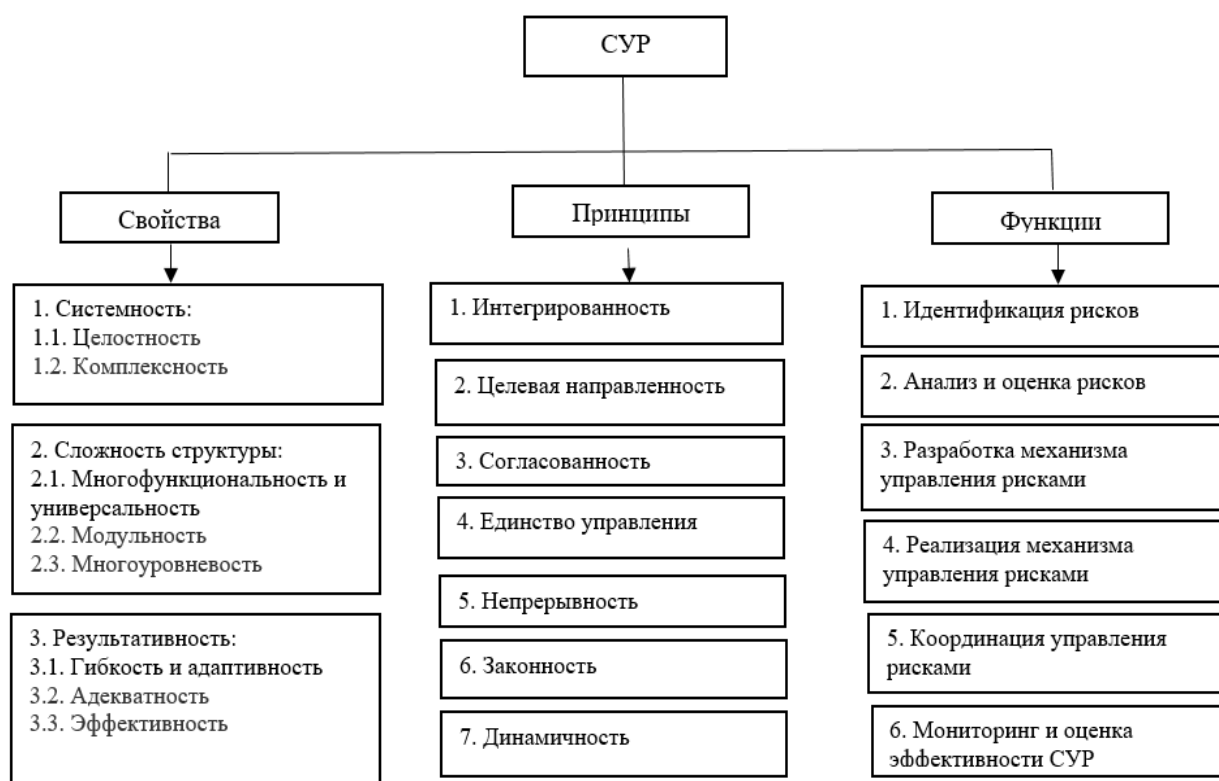 СУР
Свойства
1. Системность:
1.1. Целостность
1.2. Комплексность
2. Сложность структуры:
2.1. Многофункциональность и
универсальность
2.2. Модульность
2.3. Многоуровневость
3. Результативность:
3.1. Гибкость и адаптивность
3.2. Адекватность
3.3. Эффективность
Принципы
1. Интегрированность
2. Целевая направленность
3. Согласованность
4. Единство управления
5. Непрерывность
6. Законность
7. Динамичность
Функции
1. Идентификация рисков
2. Анализ и оценка рисков
3. Разработка механизма
управления рисками
4. Реализация механизма
управления рисками
5. Координация управления
рисками
6. Мониторинг и оценка
эффективности СУР